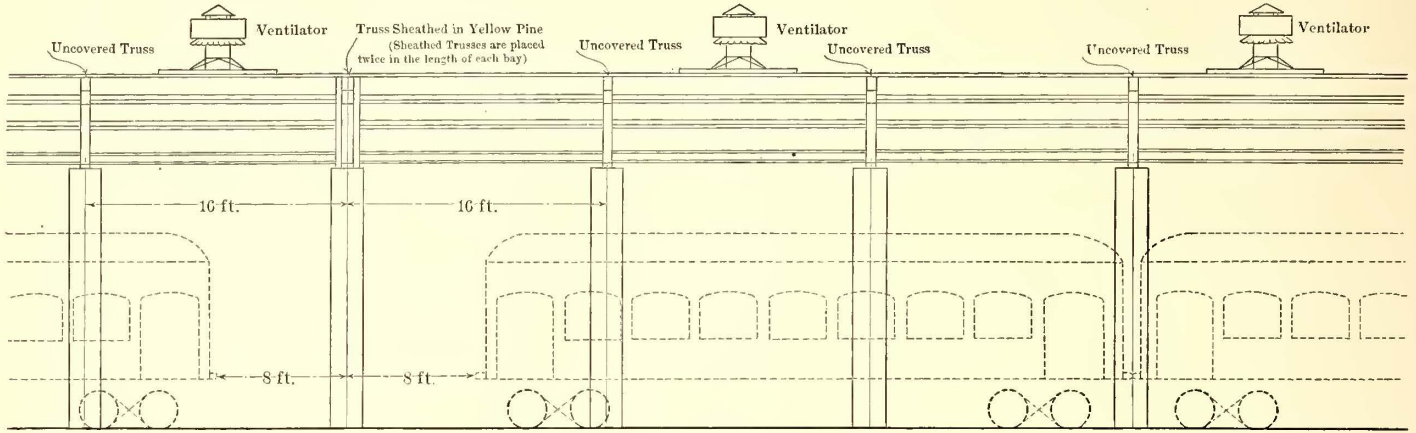 Ventilator
Truss Sheathed in Yellow Pine
(Sheathed Trusses are placed
twice in the length of each bay)
Uncovered Truss
Uncovered Truss
Ventilator
Uncovered Truss
Uncovered Truss
Ventilator
16 ft.
16 ft.
8 ft.
8 ft.